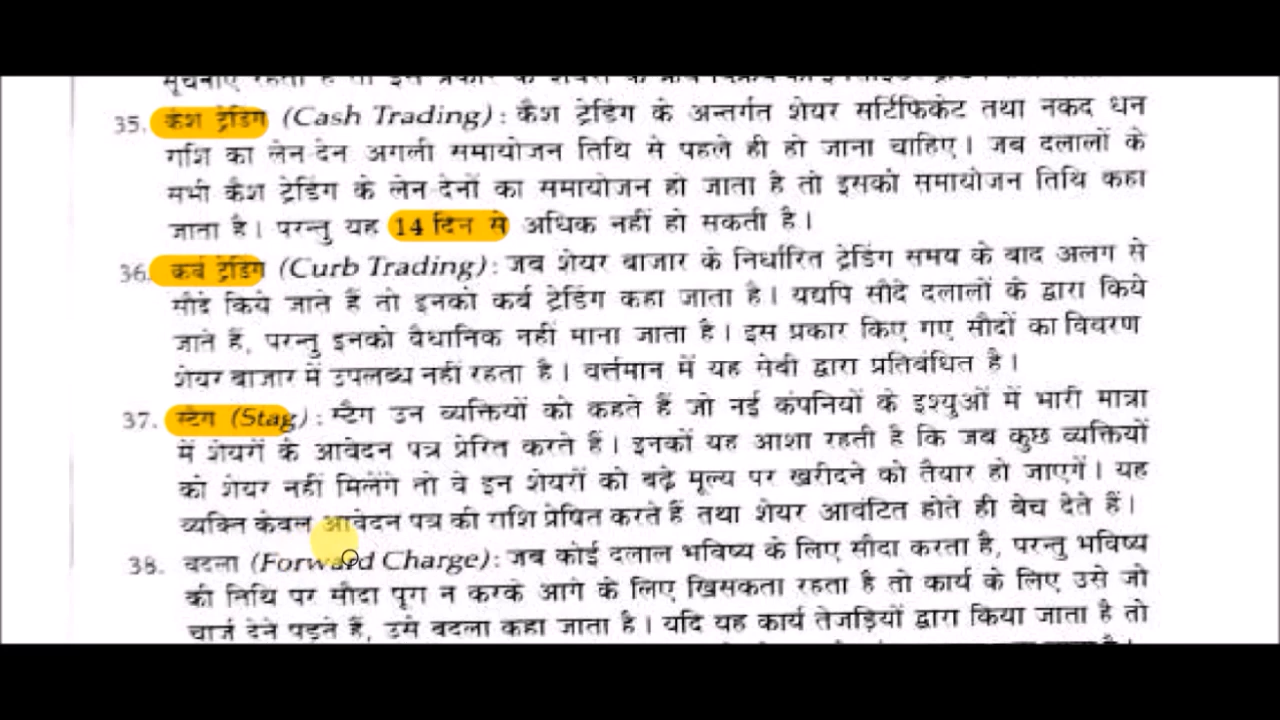 35. कैश ट्रेडिंग (Cash Trading) : कैश ट्रेडिंग के अन्तर्गत शेयर सर्टिफिकेट तथा नकद धन
गशि का लेन-देन अगली समायोजन तिथि से पहले ही हो जाना चाहिए। जब दलालों के
सभी कैश ट्रेडिंग के लेन-देनों का समायोजन हो जाता है तो इसको समायोजन तिथि कहा
जाता है। परन्तु यह 14 दिन से अधिक नहीं हो सकती है।
36. कर्ब ट्रेडिंग (Curb Trading) : जब शेयर बाजार के निर्धारित ट्रेडिंग समय के बाद अलग से
सौदे किये जाते हैं तो इनको कर्ब ट्रेडिंग कहा जाता है। यद्यपि सौदे दलालों के द्वारा किये
जाते हैं, परन्तु इनको वैधानिक नहीं माना जाता है। इस प्रकार किए गए सौदों का विवरण
शेयर बाजार में उपलब्ध नहीं रहता है। वर्त्तमान में यह सेबी द्वारा प्रतिबंधित है।
37. स्टैग (Stag) : स्टैग उन व्यक्तियों को कहते हैं जो नई कंपनियों के इश्युओं में भारी मात्रा
में शेयरों के आवेदन पत्र प्रेरित करते हैं। इनकों यह आशा रहती है कि जब कुछ व्यक्तियों
को शेयर नहीं मिलेंगे तो वे इन शेयरों को बढ़े मूल्य पर खरीदने को तैयार हो जाएगें। यह
व्यक्ति केवल आवेदन पत्र की राशि प्रेषित करते हैं तथा शेयर आवंटित होते ही बेच देते हैं।
38. बदला (Forward Charge) : जब कोई दलाल भविष्य के लिए सौदा करता है, परन्तु भविष्य
की तिथि पर सौदा पूरा न करके आगे के लिए खिसकता रहता है तो कार्य के लिए उसे जो
चार्ज देने पड़ते हैं, उसे बदला कहा जाता है। यदि यह कार्य तेजड़ियों द्वारा किया जाता है तो